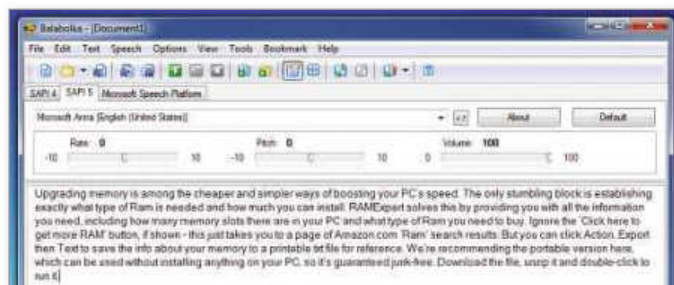 Balabolka - [Document1]
File Edit Text Speech Options View Tools Bookmark Help
SAPI 4 SAPI 5 Microsoft Speech Platform
Microsoft Anna (English (United States)) About Default
Rate: 0 Pitch: 0 Volume: 100
-10 10 -10 10 0 100
Upgrading memory is among the cheaper and simpler ways of boosting your PC's speed. The only stumbling block is establishing
exactly what type of Ram is needed and how much you can install. RAMExpert solves this by providing you with all the information
you need, including how many memory slots there are in your PC and what type of Ram you need to buy. Ignore the 'Click here to
get more RAM' button, if shown - this just takes you to a page of Amazon.com 'Ram' search results. But you can click Action, Export
then Text to save the info about your memory to a printable txt file for reference. We're recommending the portable version here,
which can be used without installing anything on your PC, so it's guaranteed junk-free. Download the file, unzip it and double-click to
run it